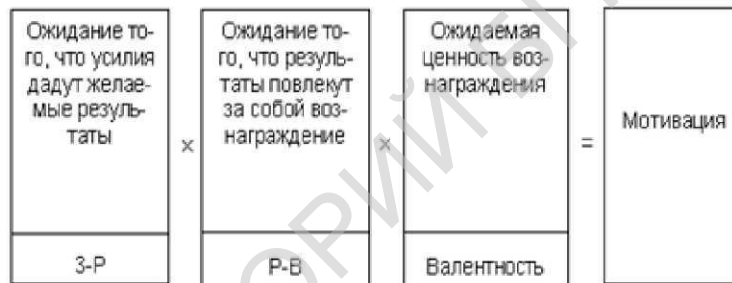 Ожидание то-
го, что усилия
дадут желае-
мые резуль-
таты
×
Ожидание то-
го, что резуль-
таты повлекут
за собой воз-
награждение
×
Ожидаемая
ценность воз-
награждения
=
Мотивация
З-Р
Р-В
Валентность